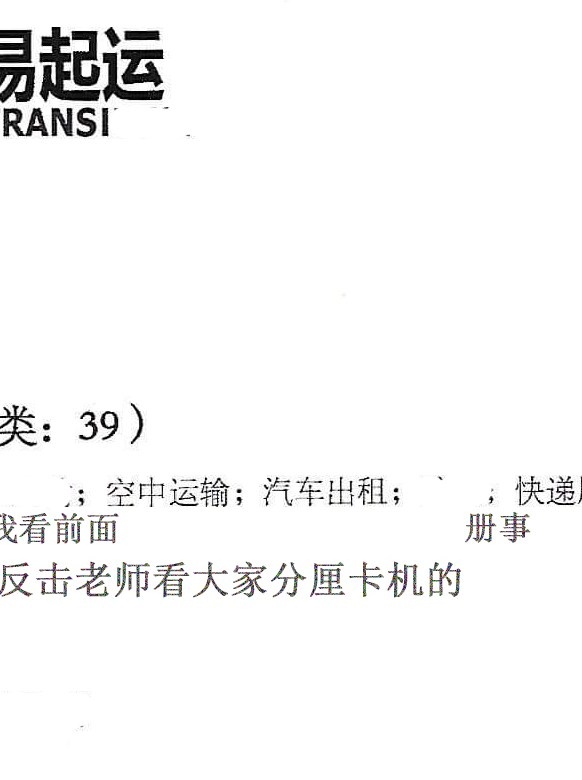 易起运
RANSI
类：39）
；空中运输；汽车出租；，快递
我看前面 册事
反击老师看大家分厘卡机的